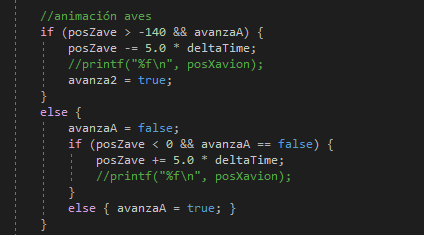 //animación aves
if (posZave > -140 && avanzaA) {
posZave -= 5.0 * deltaTime;
//printf("%f\n", posXavion);
avanza2 = true;
}
else {
avanzaA = false;
if (posZave < 0 && avanzaA == false) {
posZave += 5.0 * deltaTime;
//printf("%f\n", posXavion);
}
else { avanzaA = true; }
}